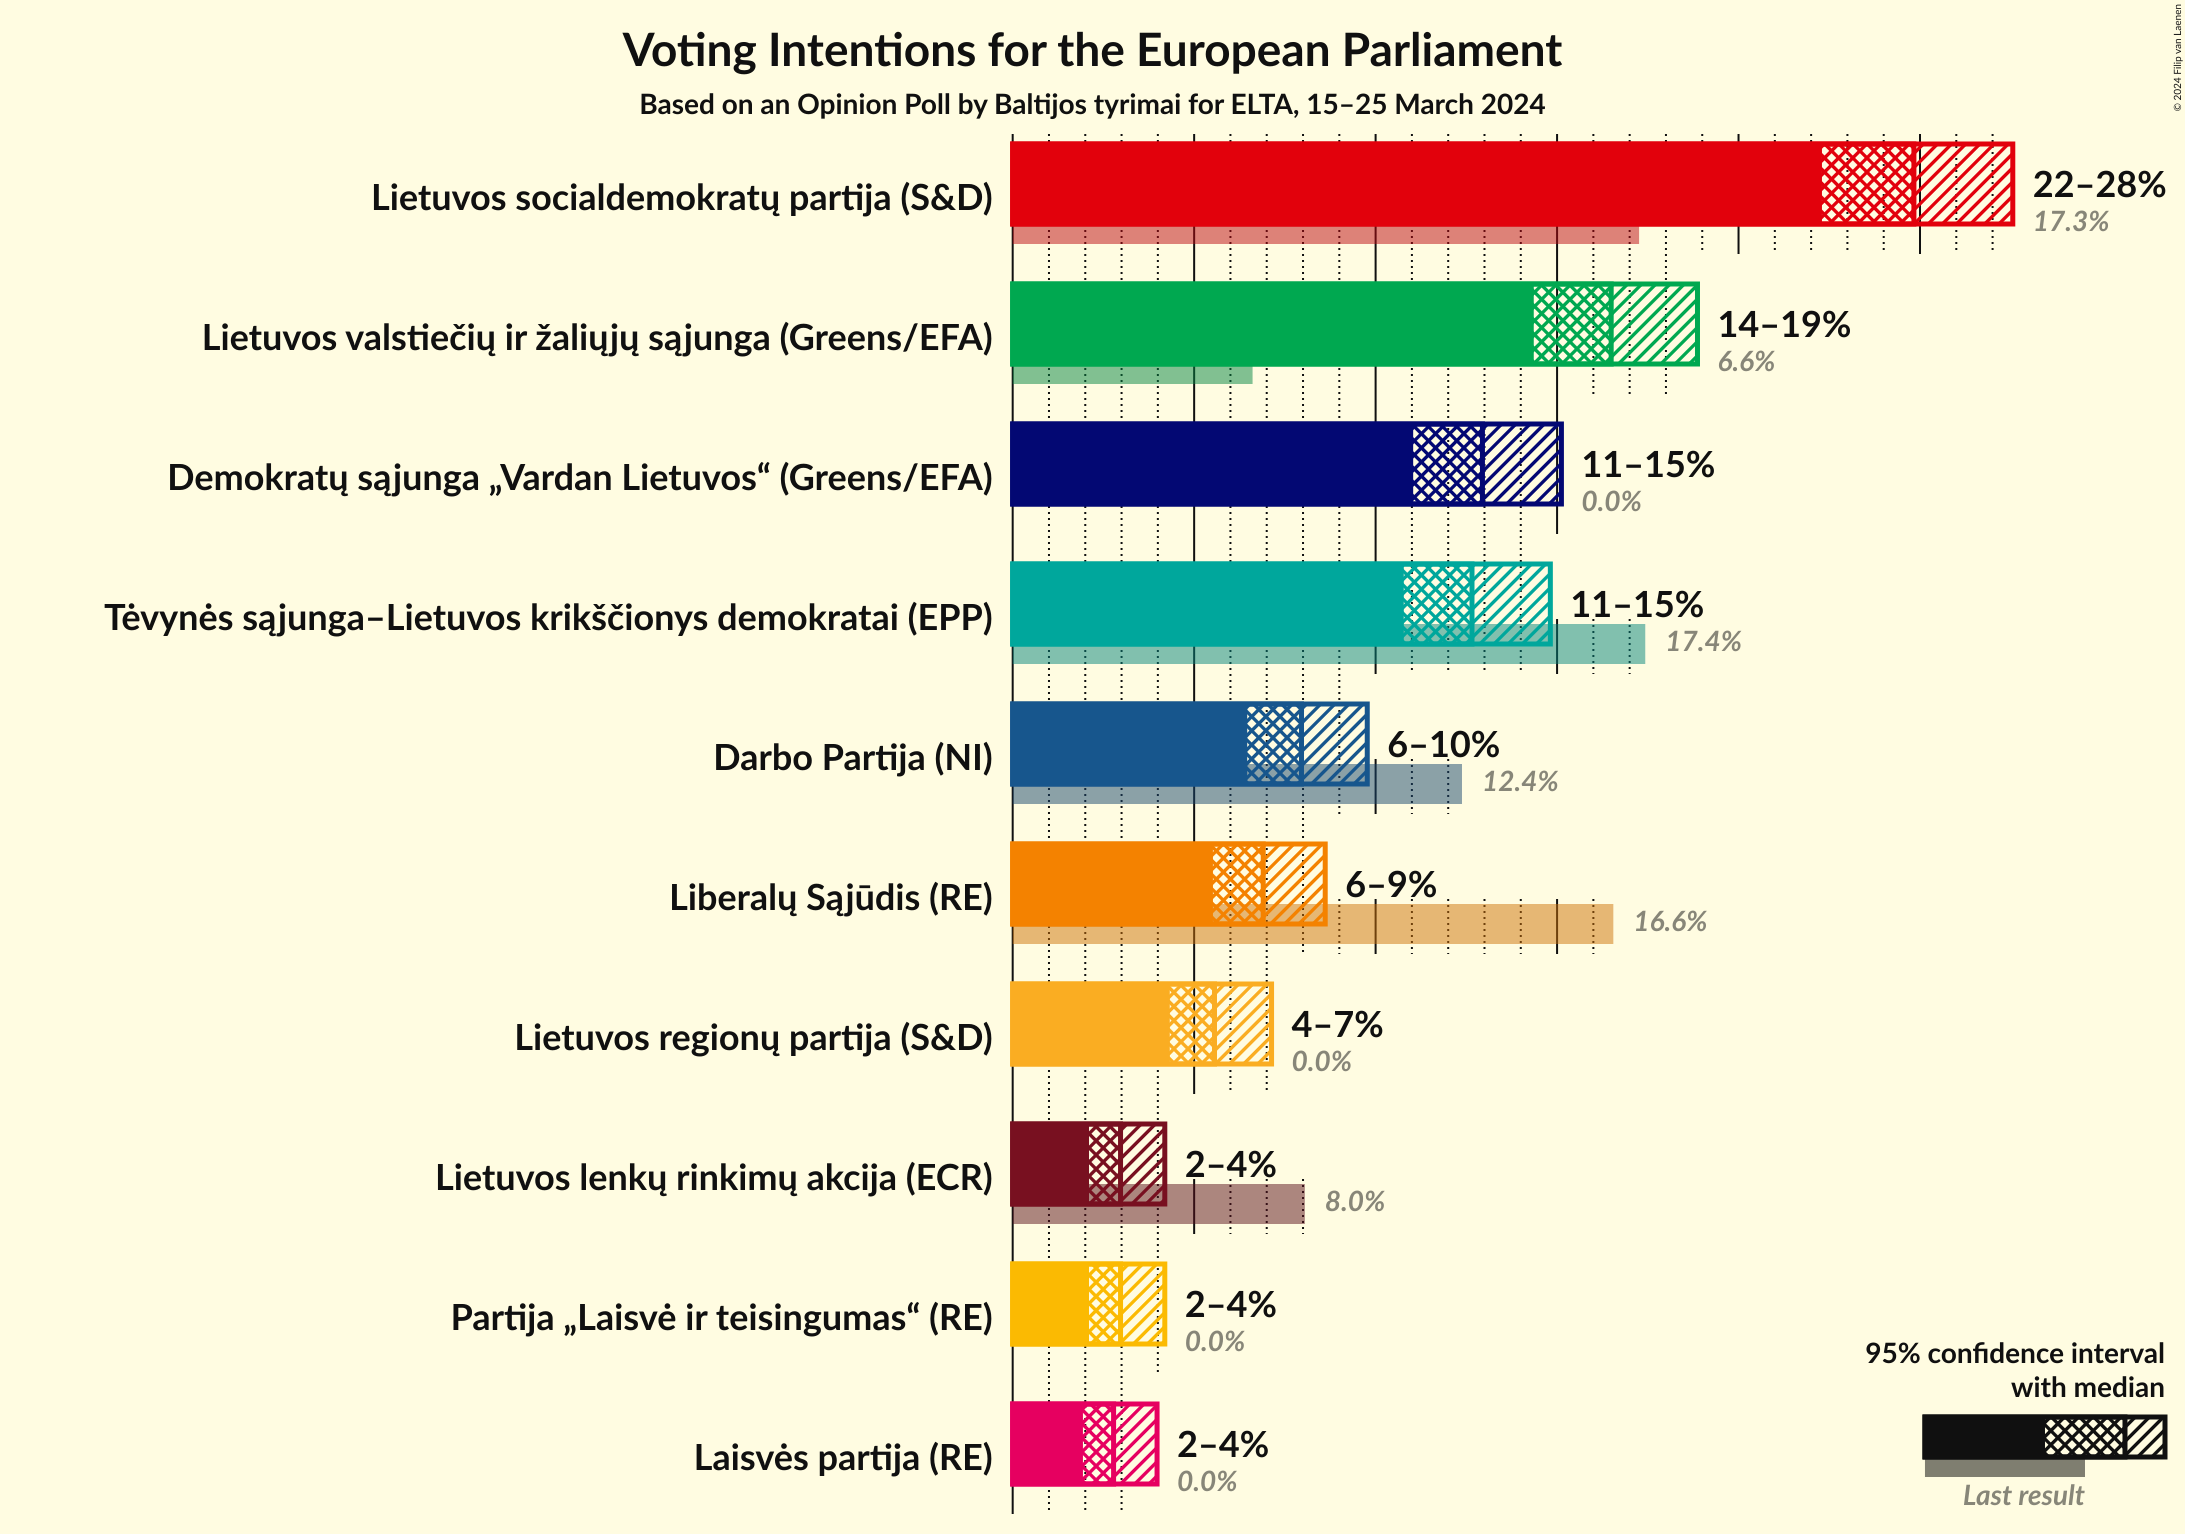 Voting Intentions for the European Parliament
Based on an Opinion Poll by Baltijos tyrimai for ELTA, 15–25 March 2024
© 2024 Filip van Laenen
Lietuvos socialdemokratų partija (S&D)
22–28%
17.3%
Lietuvos valstiečių ir žaliųjų sąjunga (Greens/EFA)
14–19%
6.6%
Demokratų sąjunga „Vardan Lietuvos“ (Greens/EFA)
11–15%
0.0%
Tėvynės sąjunga–Lietuvos krikščionys demokratai (EPP)
11–15%
17.4%
Darbo Partija (NI)
6–10%
12.4%
Liberalų Sąjūdis (RE)
6–9%
16.6%
Lietuvos regionų partija (S&D)
4–7%
0.0%
Lietuvos lenkų rinkimų akcija (ECR)
2–4%
8.0%
Partija „Laisvė ir teisingumas“ (RE)
2–4%
0.0%
Laisvės partija (RE)
2–4%
0.0%
95% confidence interval
with median
Last result